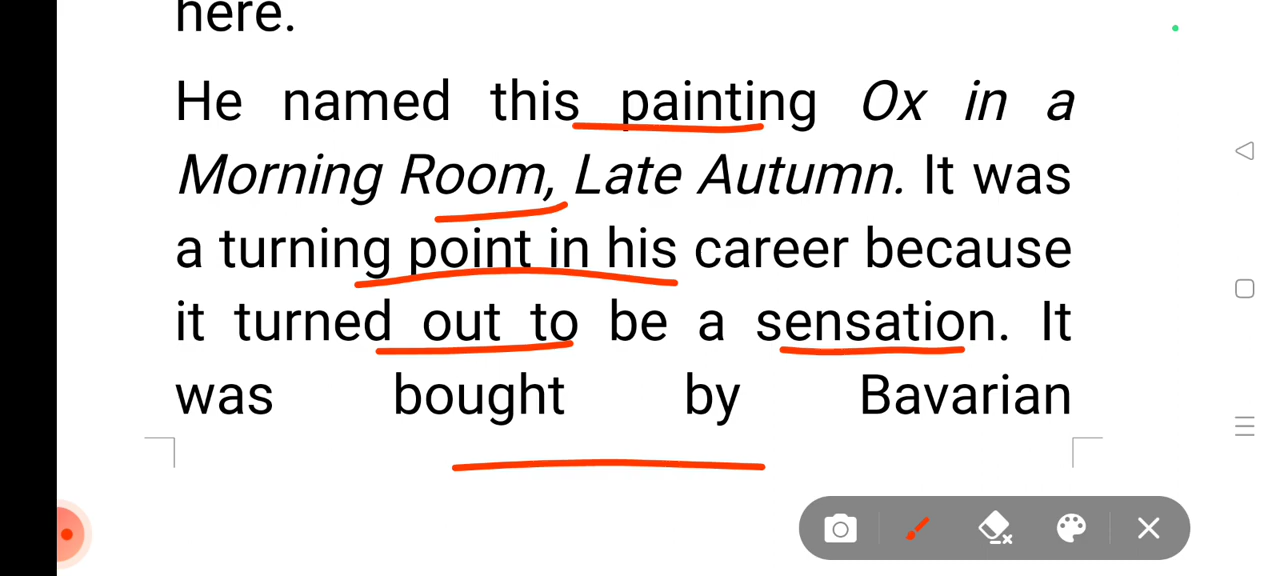 here.
He named this painting Ox in a
Morning Room, Late Autumn. It was
a turning point in his career because
it turned out to be a sensation. It
was bought by Bavarian